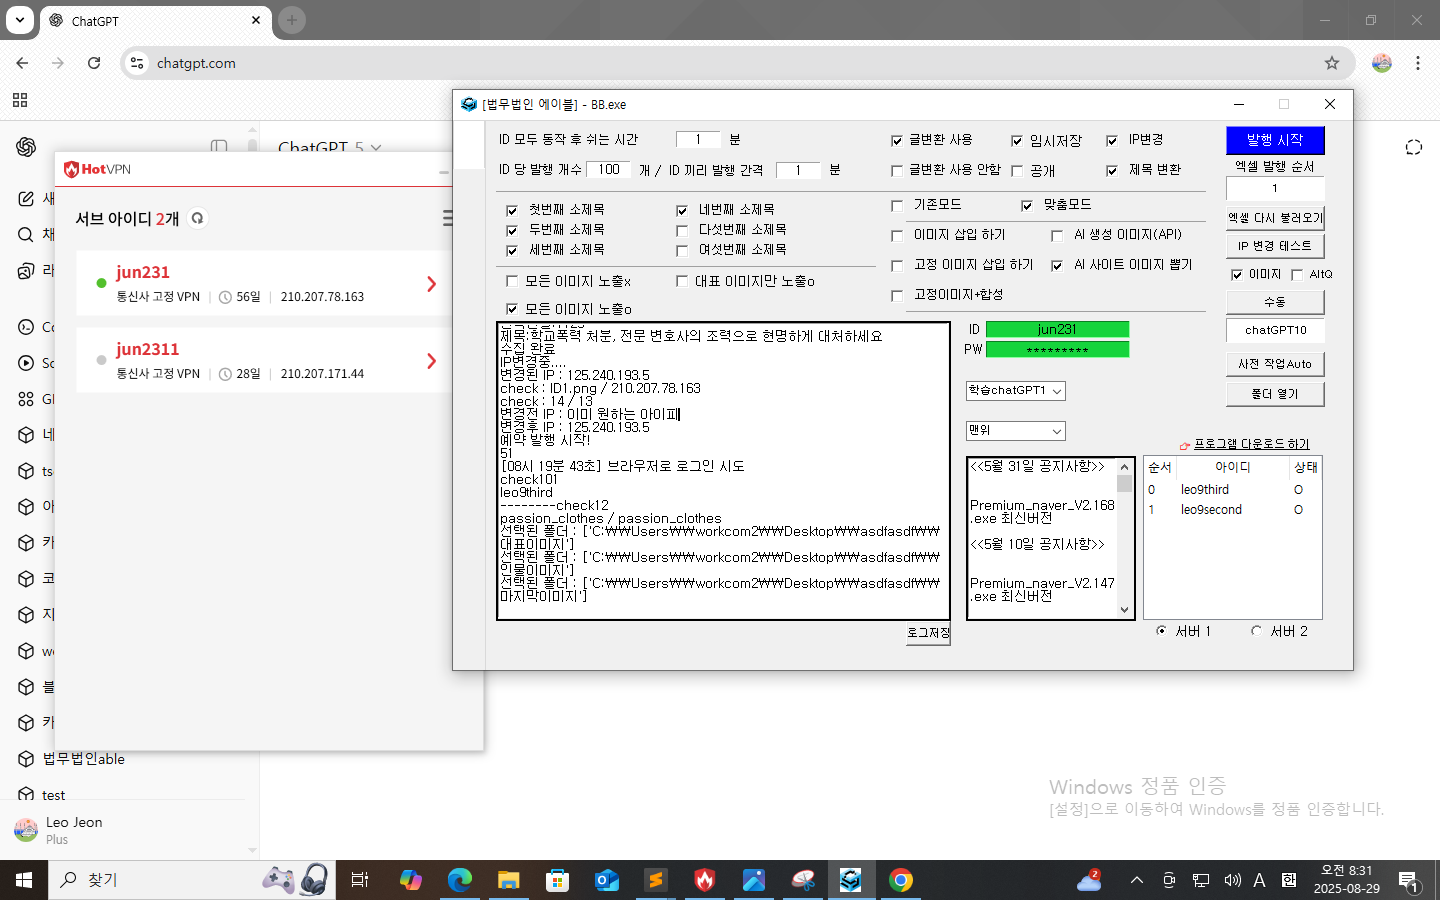 ChatGPT
chatgpt.com
ChatGPT 5
새
채
라
Co
So
네
ts
아
카
코
지
we
블
카
법무법인able
test
Leo Jeon
Plus
HotVPN
서브 아이디 2개
jun231
통신사 고정 VPN | 56일 | 210.207.78.163
jun2311
통신사 고정 VPN | 28일 | 210.207.171.44
[법무법인 에이블] - BB.exe
ID 모두 동작 후 쉬는 시간 1 분
ID 당 발행 개수 100 개 / ID 끼리 발행 간격 1 분
첫번째 소제목 네번째 소제목
두번째 소제목 다섯번째 소제목
세번째 소제목 여섯번째 소제목
모든 이미지 노출x 대표 이미지만 노출o
모든 이미지 노출o
글변환 사용 임시저장 IP변경
글변환 사용 안함 공개 제목 변환
기존모드 맞춤모드
이미지 삽입 하기 AI 생성 이미지(API)
고정 이미지 삽입 하기 AI 사이트 이미지 뽑기
고정이미지+합성
발행 시작
엑셀 발행 순서
1
엑셀 다시 불러오기
IP 변경 테스트
이미지 AltQ
수동
chatGPT10
사전 작업Auto
폴더 열기
제목:학교폭력 처분, 전문 변호사의 조력으로 현명하게 대처하세요
수집 완료
IP변경중....
변경된 IP : 125.240.193.5
check : ID1.png / 210.207.78.163
check : 14 / 13
변경전 IP : 이미 원하는 아이피
변경후 IP : 125.240.193.5
예약 발행 시작!
51
[08시 19분 43초] 브라우저로 로그인 시도
check101
leo9third
--------check12
passion_clothes / passion_clothes
선택된 폴더 : ['C:₩₩Users₩₩workcom2₩₩Desktop₩₩asdfasdf₩₩
대표이미지']
선택된 폴더 : ['C:₩₩Users₩₩workcom2₩₩Desktop₩₩asdfasdf₩₩
인물이미지']
선택된 폴더 : ['C:₩₩Users₩₩workcom2₩₩Desktop₩₩asdfasdf₩₩
마지막이미지']
로그저장
ID jun231
PW *********
학습chatGPT1
맨위
프로그램 다운로드 하기
<<5월 31일 공지사항>>
Premium_naver_V2.168
.exe 최신버전
<<5월 10일 공지사항>>
Premium_naver_V2.147
.exe 최신버전
순서 아이디 상태
0 leo9third O
1 leo9second O
서버 1 서버 2
Windows 정품 인증
[설정]으로 이동하여 Windows를 정품 인증합니다.
찾기
2
A 한
오전 8:31
2025-08-29
1